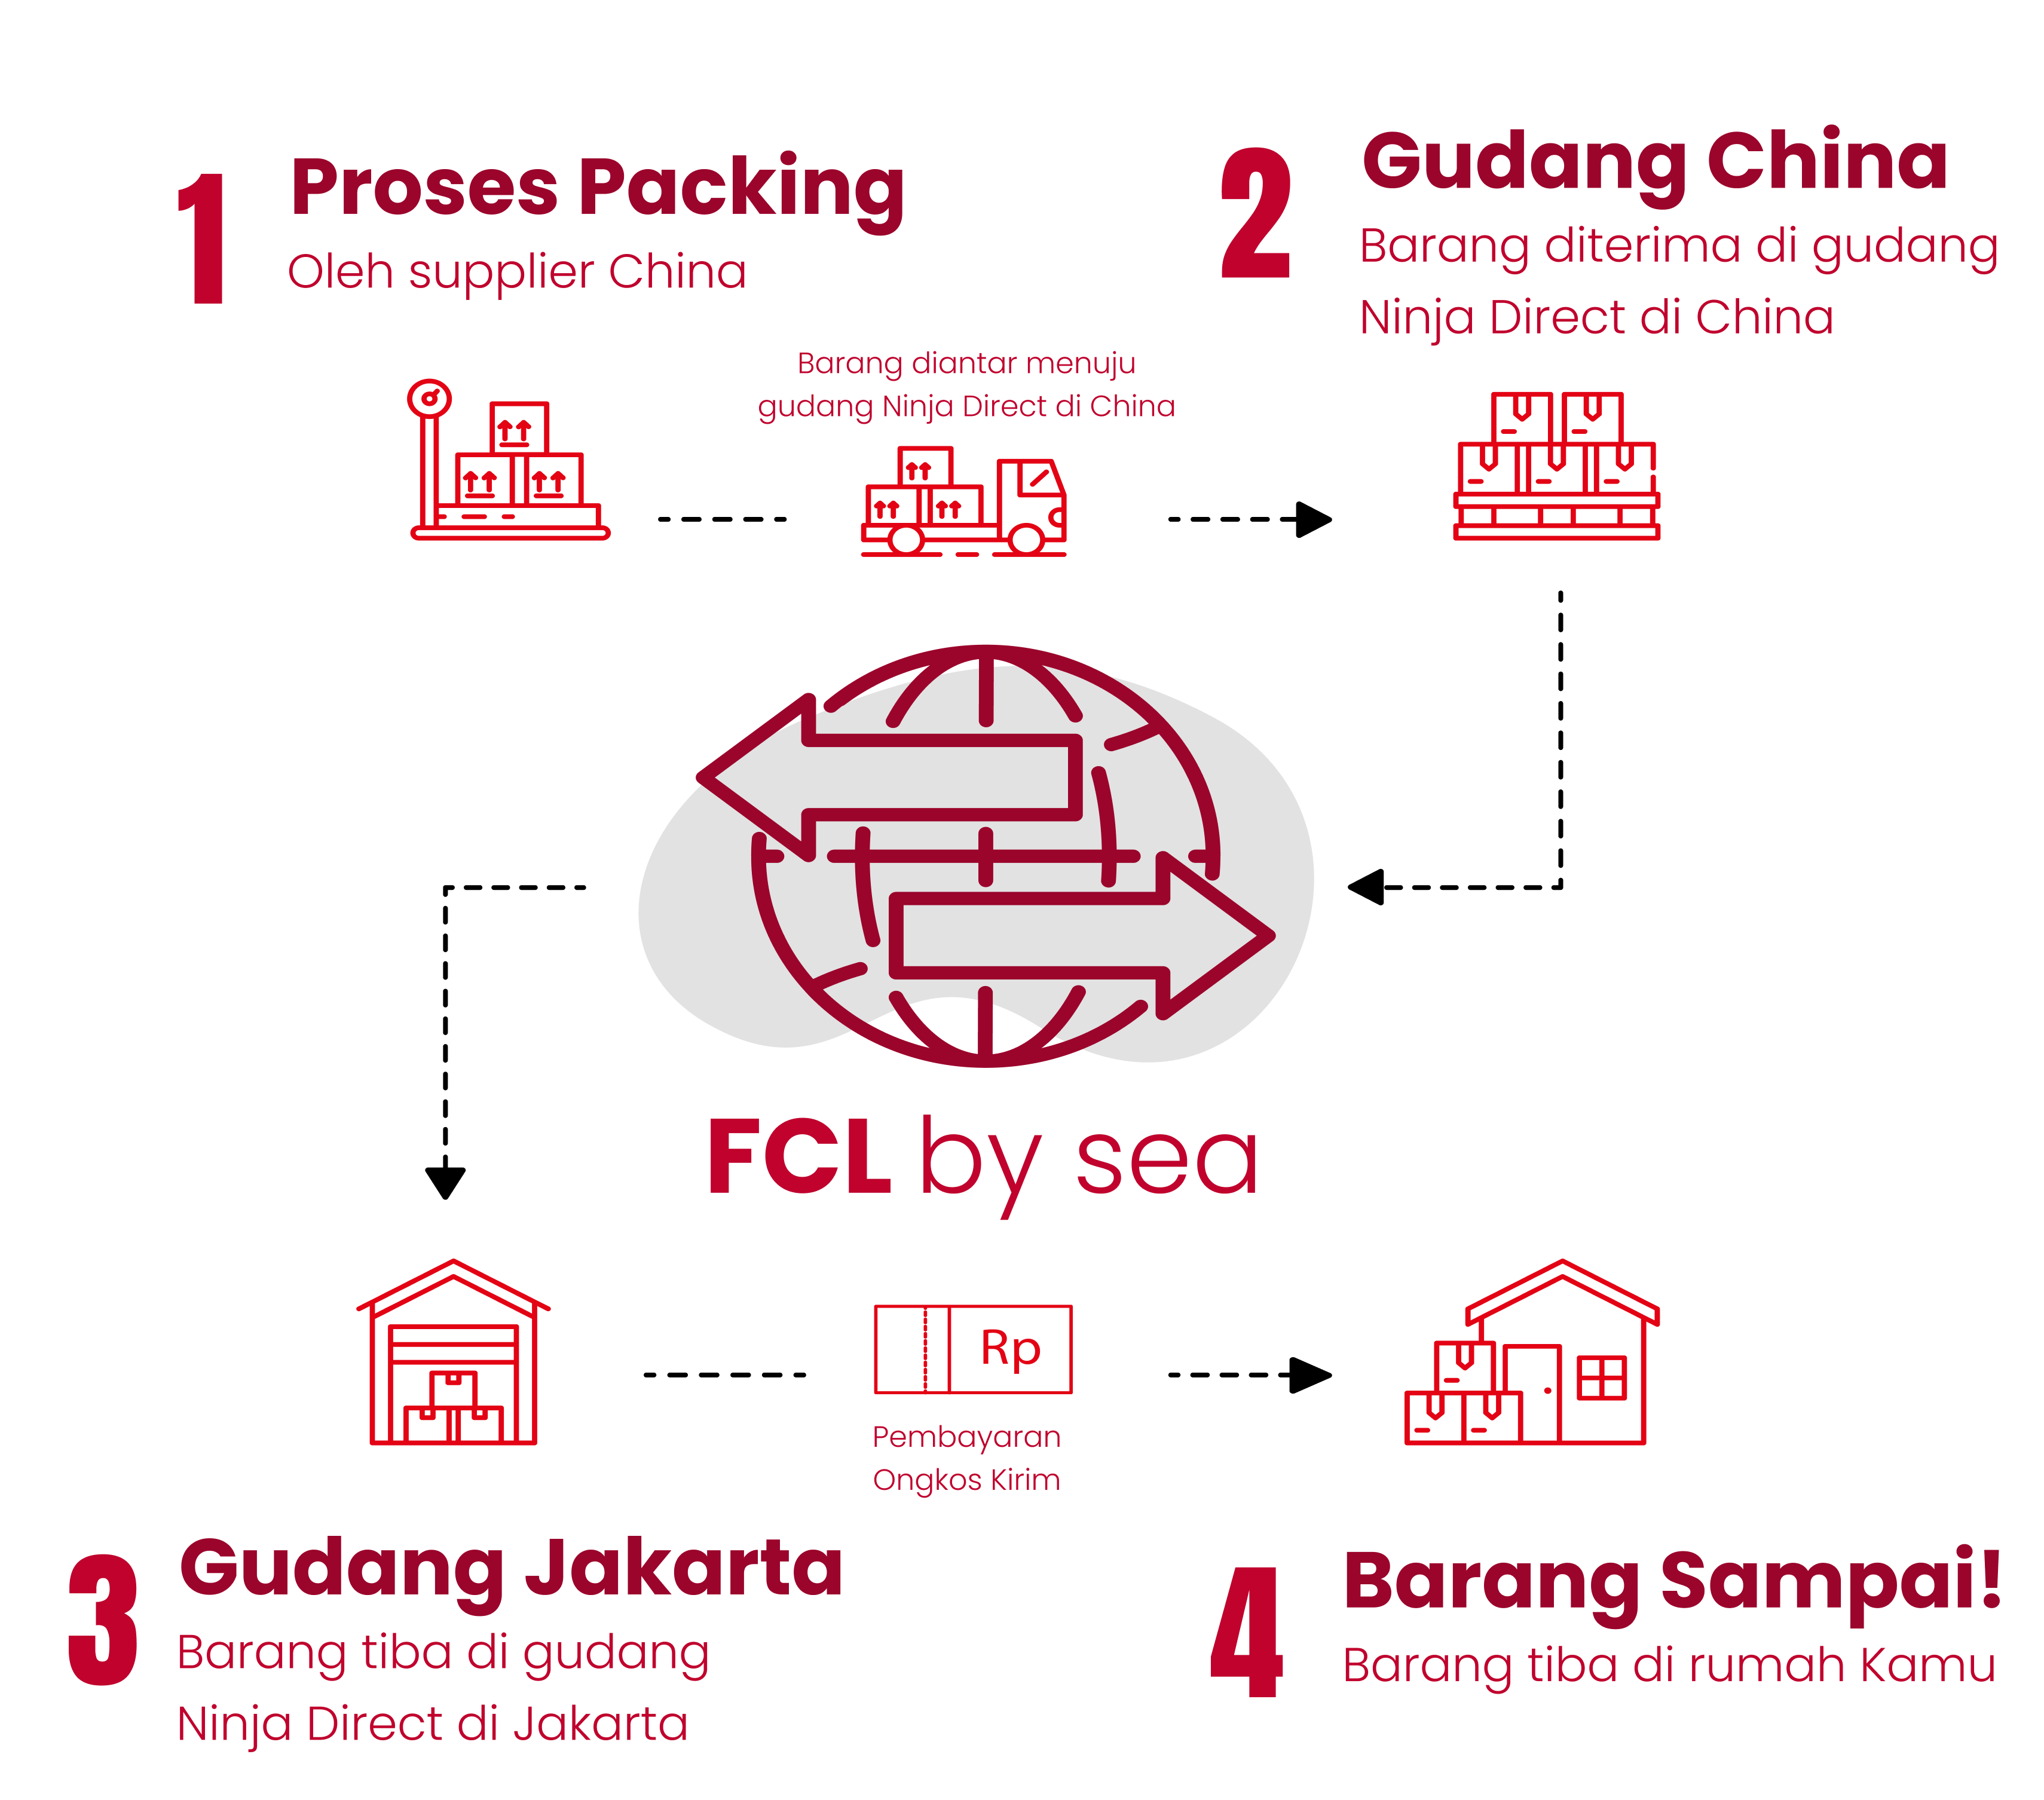 1
Proses Packing
Oleh supplier China
2
Gudang China
Barang diterima di gudang
Ninja Direct di China
Barang diantar menuju
gudang Ninja Direct di China
FCL by sea
Rp
Pembayaran
Ongkos Kirim
3
Gudang Jakarta
Barang tiba di gudang
Ninja Direct di Jakarta
4
Barang Sampai!
Barang tiba di rumah Kamu